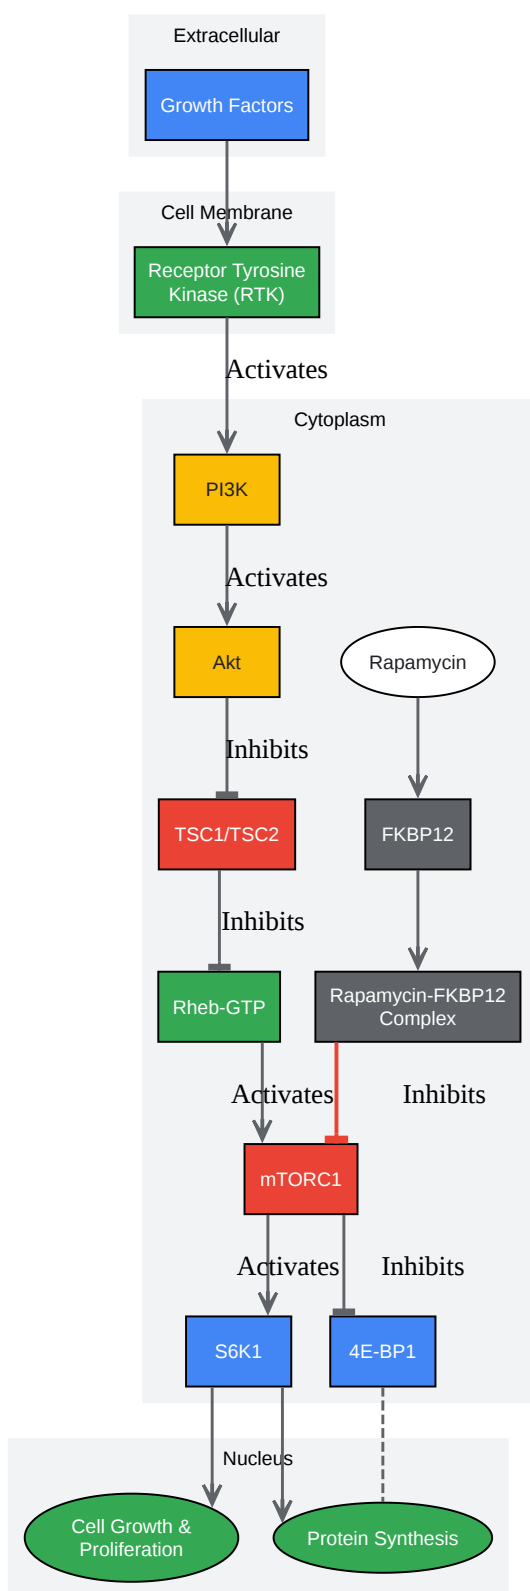 Extracellular
Growth Factors
Cell Membrane
Receptor Tyrosine
Kinase (RTK)
Activates
Cytoplasm
PI3K
Activates
Akt
Rapamycin
Inhibits
TSC1/TSC2
FKBP12
Inhibits
Rheb-GTP
Rapamycin-FKBP12
Complex
Activates
Inhibits
mTORC1
Activates
Inhibits
S6K1
4E-BP1
Nucleus
Cell Growth &
Proliferation
Protein Synthesis